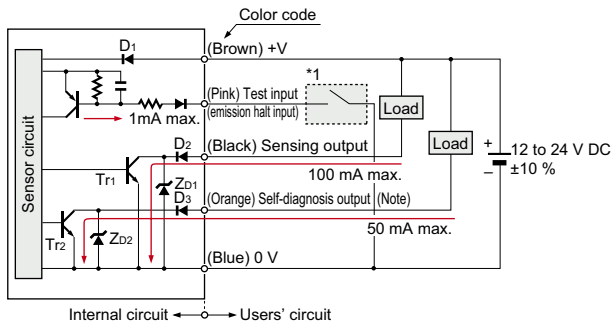 Color code
D1
(Brown) +V
*1
(Pink) Test input
(emission halt input)
1mA max.
Load
Load
Sensor circuit
D2
(Black) Sensing output
+
12 to 24 V DC
±10 %
–
Tr1
ZD1
100 mA max.
D3
(Orange) Self-diagnosis output (Note)
50 mA max.
Tr2
ZD2
(Blue) 0 V
Internal circuit
Users' circuit